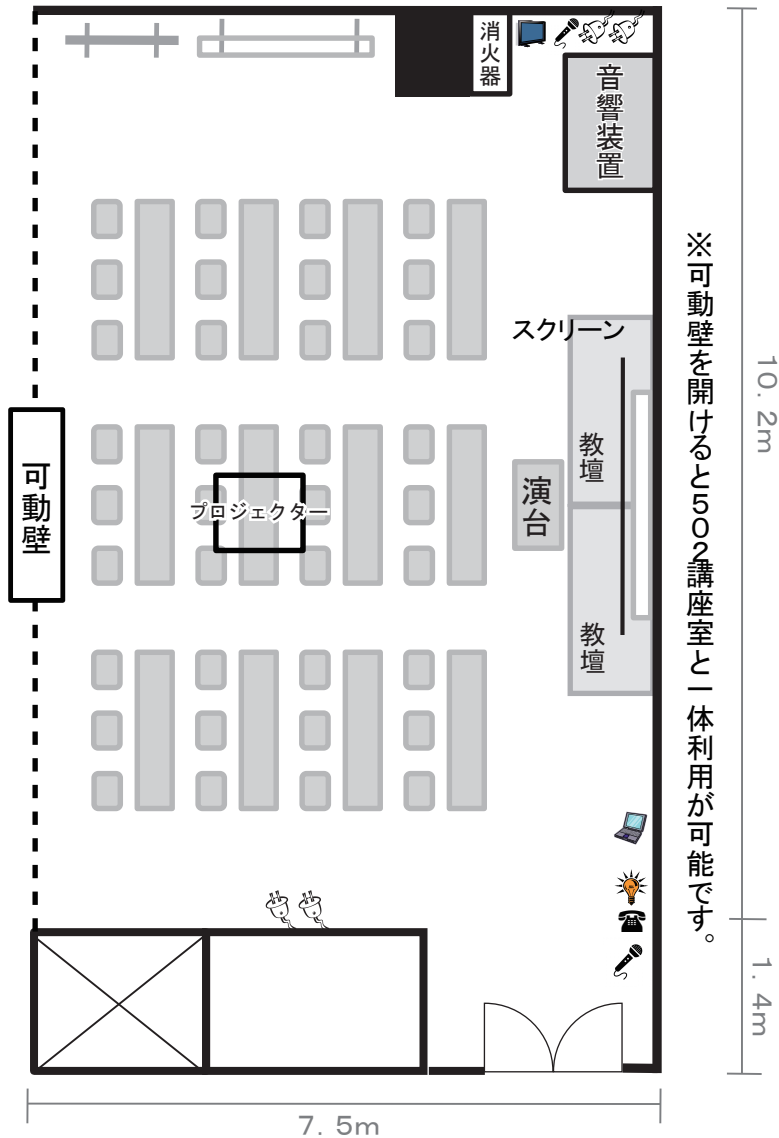 消火器
音響装置
スクリーン
教壇
可動壁
プロジェクター
演台
教壇
※可動壁を開けると502講座室と一体利用が可能です。
10.2m
1.4m
7.5m